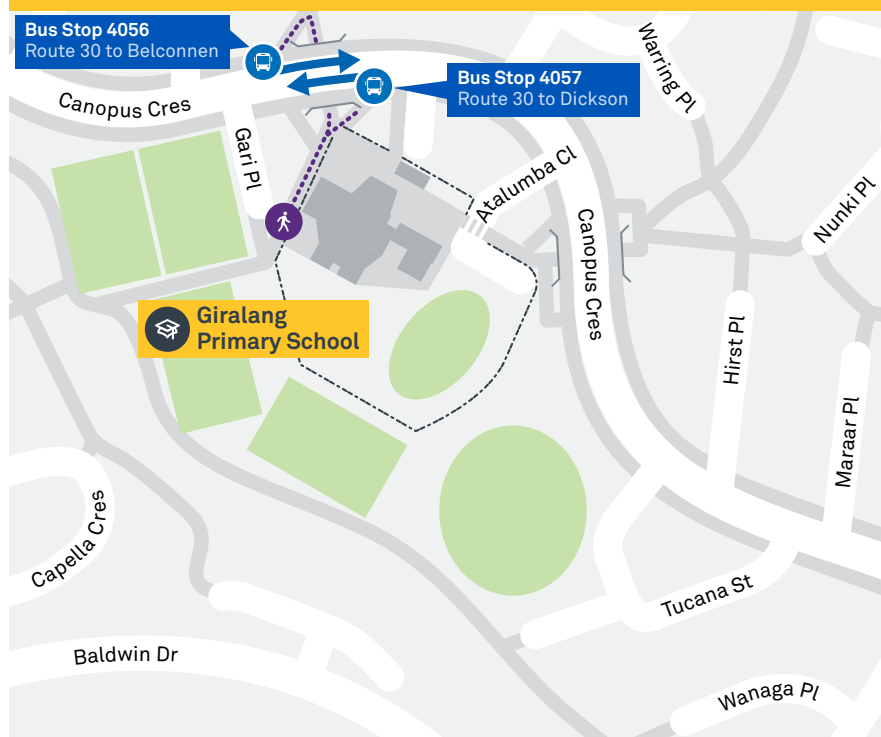 Bus Stop 4056
Route 30 to Belconnen
Warring Pl
Bus Stop 4057
Route 30 to Dickson
Canopus Cres
Gari Pl
Atalumba Cl
Nunki Pl
Canopus Cres
Giralang
Primary School
Hirst Pl
Maraar Pl
Capella Cres
Tucana St
Baldwin Dr
Wanaga Pl